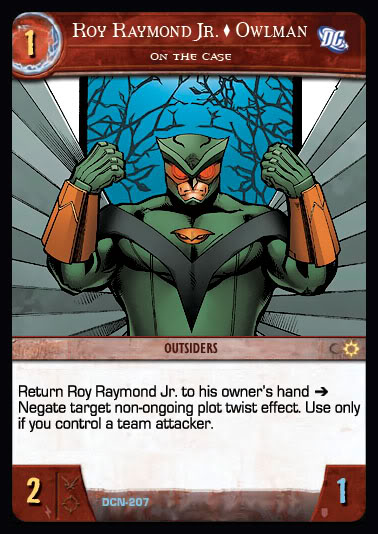 1
ROY RAYMOND JR. ♦ OWLMAN
DC
ON THE CASE
OUTSIDERS
C
Return Roy Raymond Jr. to his owner's hand ➔
Negate target non-ongoing plot twist effect. Use only
if you control a team attacker.
2
DCN-207
1